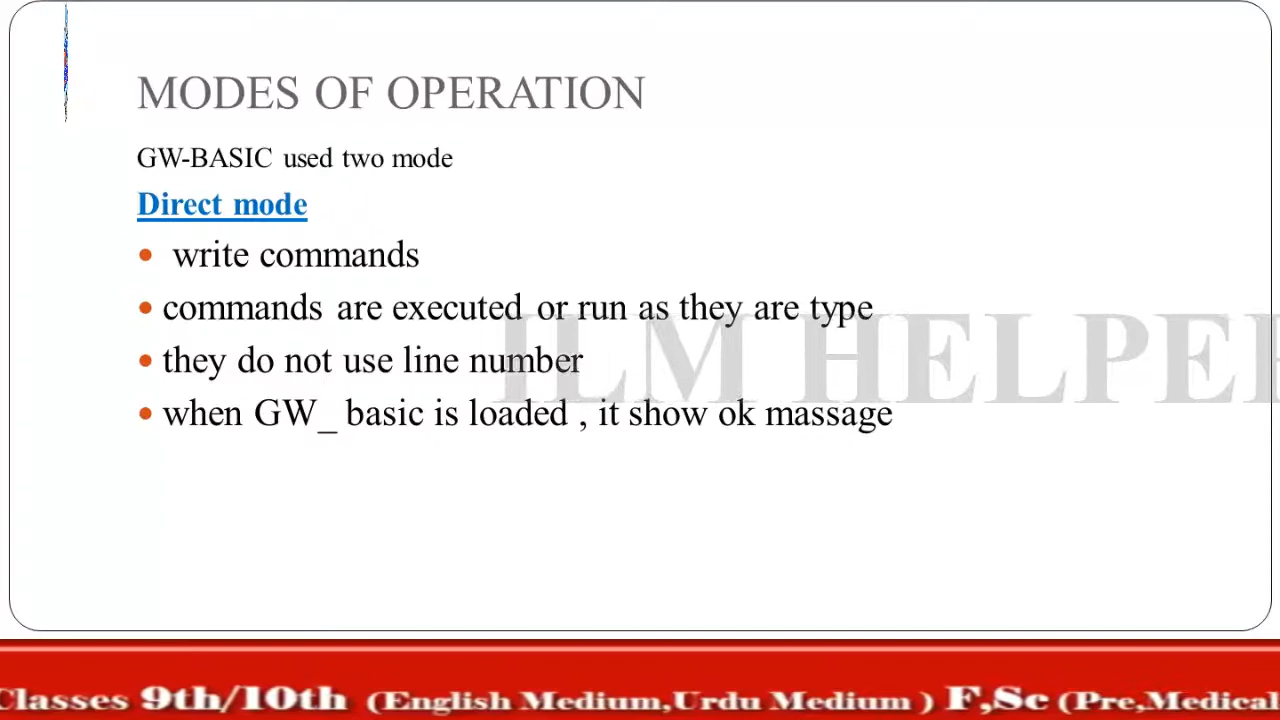 MODES OF OPERATION
GW-BASIC used two mode
Direct mode
write commands
commands are executed or run as they are type
they do not use line number
when GW_ basic is loaded , it show ok massage
ILM HELPER
Classes 9th/10th (English Medium,Urdu Medium ) F,Sc (Pre,Medical